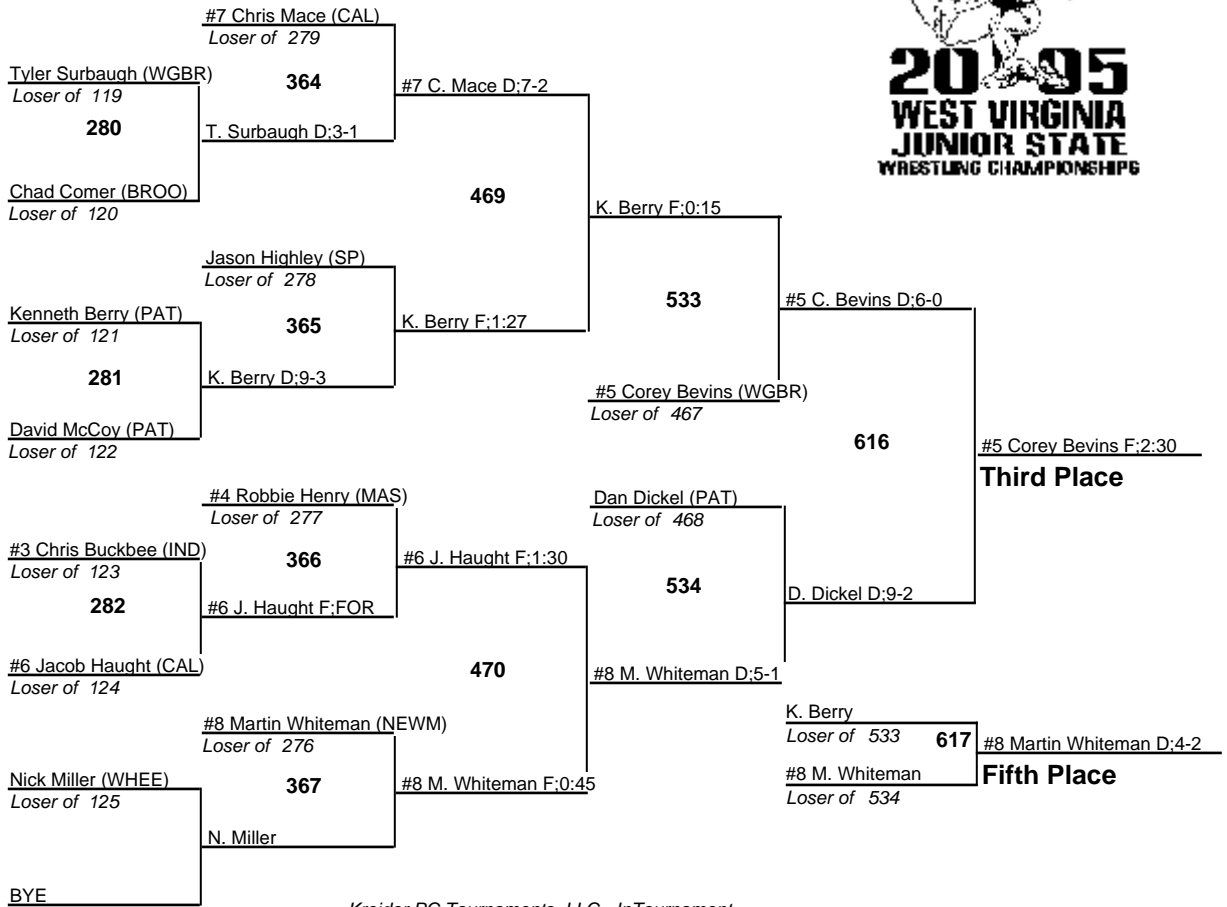 #7 Chris Mace (CAL)
Loser of 279
Tyler Surbaugh (WGBR)
Loser of 119
364
#7 C. Mace D;7-2
280
T. Surbaugh D;3-1
Chad Comer (BROO)
Loser of 120
469
K. Berry F;0:15
Jason Highley (SP)
Loser of 278
Kenneth Berry (PAT)
Loser of 121
365
K. Berry F;1:27
533
#5 C. Bevins D;6-0
281
K. Berry D;9-3
#5 Corey Bevins (WGBR)
Loser of 467
David McCoy (PAT)
Loser of 122
616
#5 Corey Bevins F;2:30
Third Place
#4 Robbie Henry (MAS)
Loser of 277
Dan Dickel (PAT)
Loser of 468
#3 Chris Buckbee (IND)
Loser of 123
366
#6 J. Haught F;1:30
534
D. Dickel D;9-2
282
#6 J. Haught F;FOR
#6 Jacob Haught (CAL)
Loser of 124
470
#8 M. Whiteman D;5-1
#8 Martin Whiteman (NEWM)
Loser of 276
K. Berry
Loser of 533
617
#8 Martin Whiteman D;4-2
Fifth Place
#8 M. Whiteman
Loser of 534
Nick Miller (WHEE)
Loser of 125
367
#8 M. Whiteman F;0:45
N. Miller
BYE
20 05
WEST VIRGINIA
JUNIOR STATE
WRESTLING CHAMPIONSHIPS